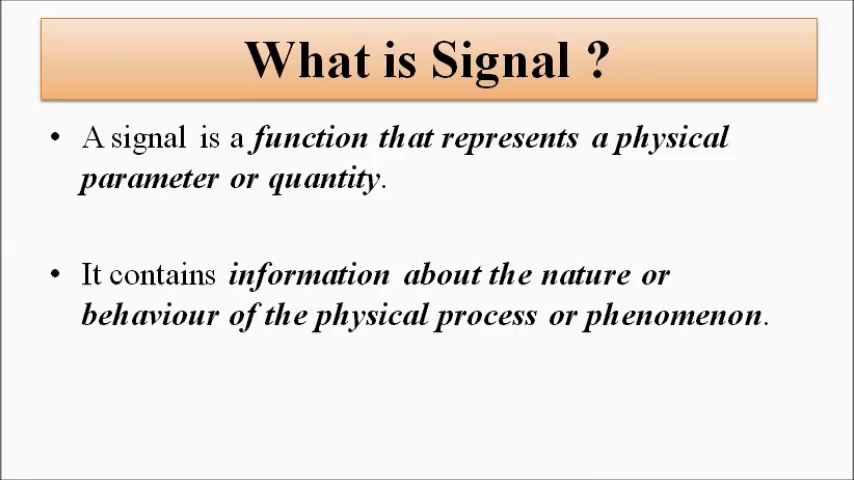 What is Signal ?
• A signal is a function that represents a physical
parameter or quantity.
• It contains information about the nature or
behaviour of the physical process or phenomenon.